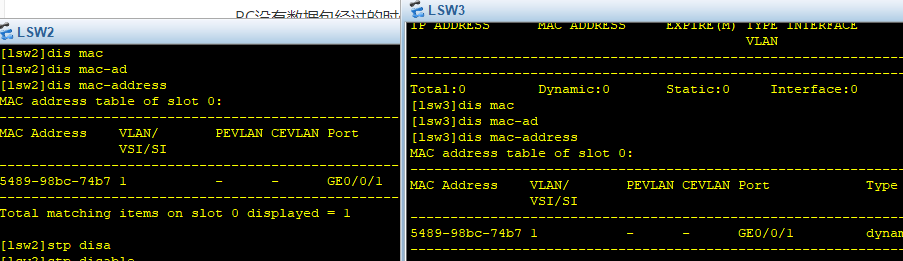 PC没有数据包经过的时
LSW2
[lsw2]dis mac
[lsw2]dis mac-ad
[lsw2]dis mac-address
MAC address table of slot 0:
-------------------------------------------------
MAC Address    VLAN/       PEVLAN CEVLAN Port
VSI/SI
-------------------------------------------------
5489-98bc-74b7 1           -      -      GE0/0/1
-------------------------------------------------
Total matching items on slot 0 displayed = 1
[lsw2]stp disa
[lsw2]stp disable
LSW3
IP ADDRESS      MAC ADDRESS     EXPIRE(M) TYPE INTERFACE
VLAN
-------------------------------------------------------------
-------------------------------------------------------------
Total:0         Dynamic:0       Static:0     Interface:0
[lsw3]dis mac
[lsw3]dis mac-ad
[lsw3]dis mac-address
MAC address table of slot 0:
-------------------------------------------------------------
MAC Address    VLAN/       PEVLAN CEVLAN Port            Type
VSI/SI
-------------------------------------------------------------
5489-98bc-74b7 1           -      -      GE0/0/1         dynam
-------------------------------------------------------------